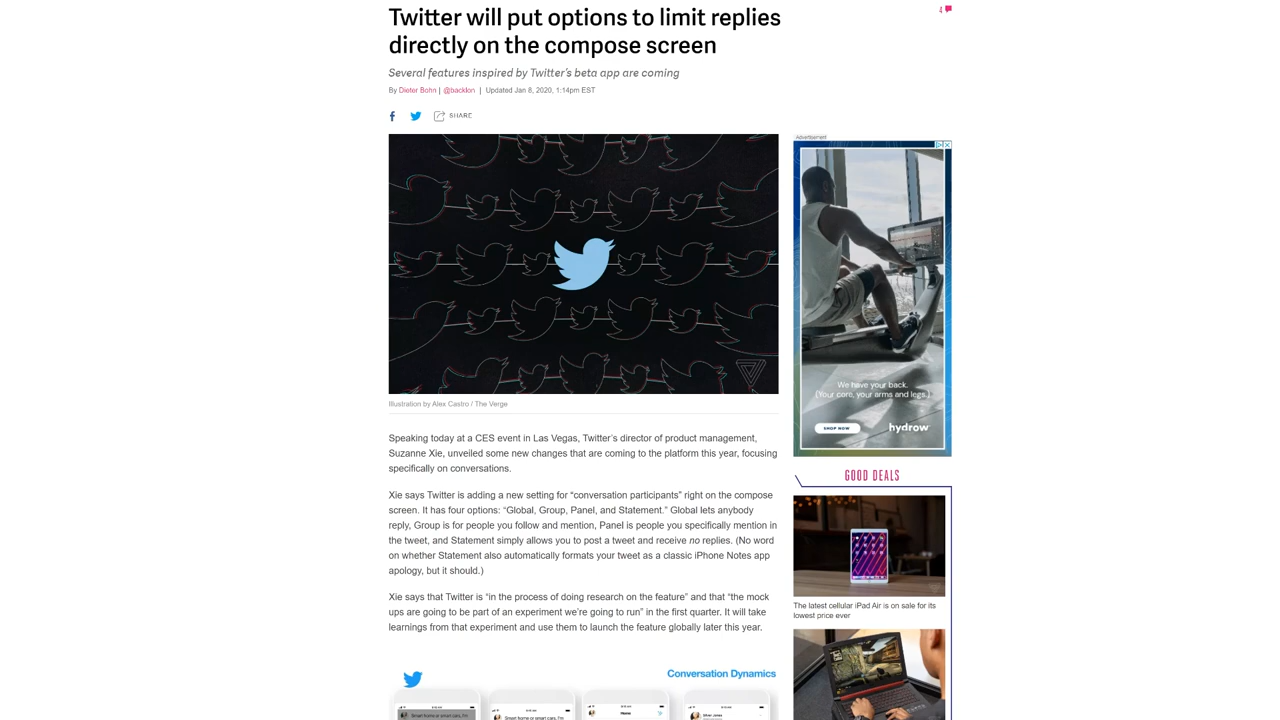 Twitter will put options to limit replies
directly on the compose screen
4
Several features inspired by Twitter's beta app are coming
By Dieter Bohn | @backlon | Updated Jan 8, 2020, 1:14pm EST
SHARE
Advertisement
We have your back.
(Your core, your arms and legs.)
SHOP NOW
hydrow
Illustration by Alex Castro / The Verge
Speaking today at a CES event in Las Vegas, Twitter's director of product management,
Suzanne Xie, unveiled some new changes that are coming to the platform this year, focusing
specifically on conversations.
Xie says Twitter is adding a new setting for “conversation participants” right on the compose
screen. It has four options: “Global, Group, Panel, and Statement.” Global lets anybody
reply, Group is for people you follow and mention, Panel is people you specifically mention in
the tweet, and Statement simply allows you to post a tweet and receive no replies. (No word
on whether Statement also automatically formats your tweet as a classic iPhone Notes app
apology, but it should.)
Xie says that Twitter is “in the process of doing research on the feature” and that “the mock
ups are going to be part of an experiment we're going to run” in the first quarter. It will take
learnings from that experiment and use them to launch the feature globally later this year.
Conversation Dynamics
Smart home or smart cars, I'm
Smart home or smart cars, I'm
Home
GOOD DEALS
The latest cellular iPad Air is on sale for its
lowest price ever